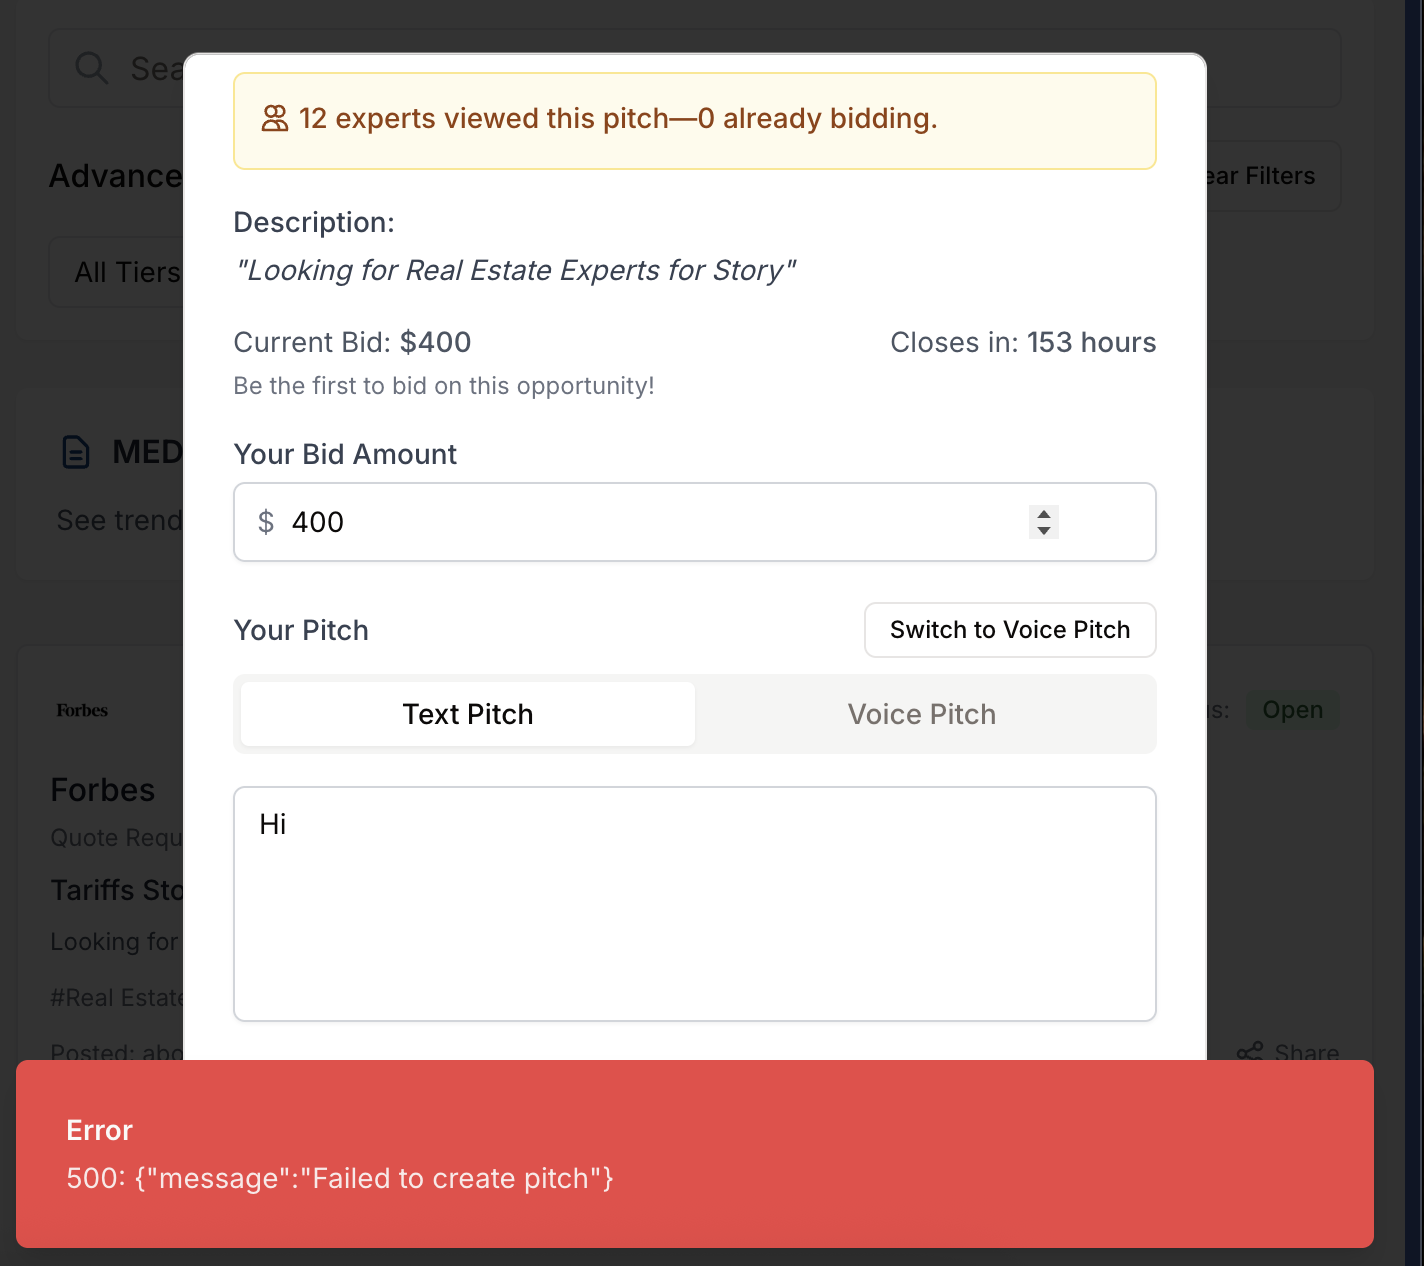 Sea
12 experts viewed this pitch—0 already bidding.
Advance
ear Filters
Description:
All Tiers
"Looking for Real Estate Experts for Story"
Current Bid: $400
Closes in: 153 hours
Be the first to bid on this opportunity!
MED
Your Bid Amount
See trend
$ 400
Your Pitch
Switch to Voice Pitch
Forbes
Text Pitch
Voice Pitch
s:
Open
Forbes
Hi
Quote Requ
Tariffs Sto
Looking for
#Real Estate
Posted: abo
Share
Error
500: {"message":"Failed to create pitch"}